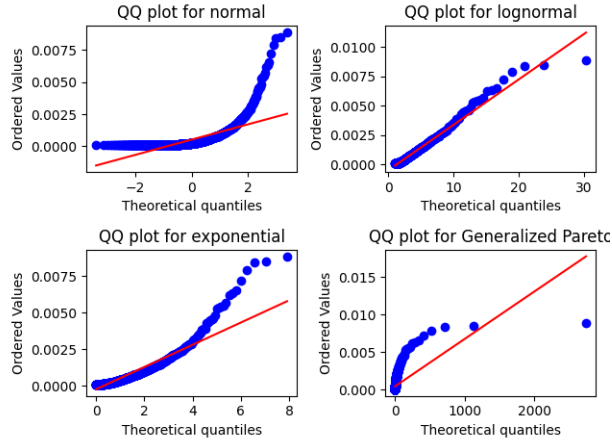 QQ plot for normal
0.0075
0.0050
0.0025
0.0000
Ordered Values
−2 0 2
Theoretical quantiles
QQ plot for lognormal
0.0100
0.0075
0.0050
0.0025
0.0000
Ordered Values
0 10 20 30
Theoretical quantiles
QQ plot for exponential
0.0075
0.0050
0.0025
0.0000
Ordered Values
0 2 4 6 8
Theoretical quantiles
QQ plot for Generalized Pareto
0.015
0.010
0.005
0.000
Ordered Values
0 1000 2000
Theoretical quantiles